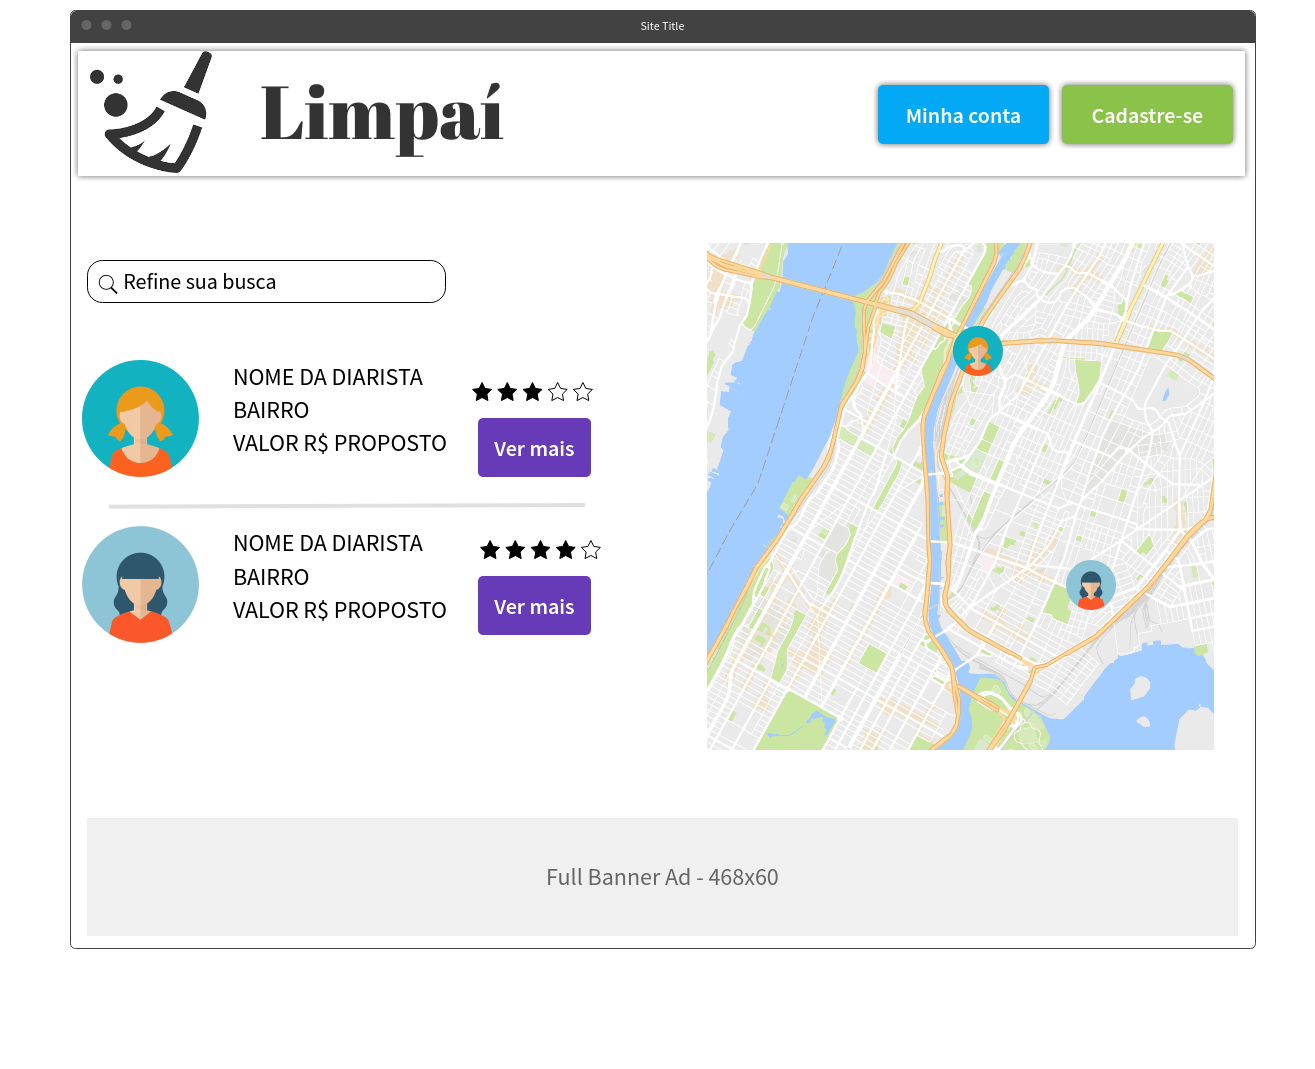 Site Title
Limpaí
Minha conta
Cadastre-se
Refine sua busca
NOME DA DIARISTA
BAIRRO
VALOR R$ PROPOSTO
Ver mais
NOME DA DIARISTA
BAIRRO
VALOR R$ PROPOSTO
Ver mais
Full Banner Ad - 468x60